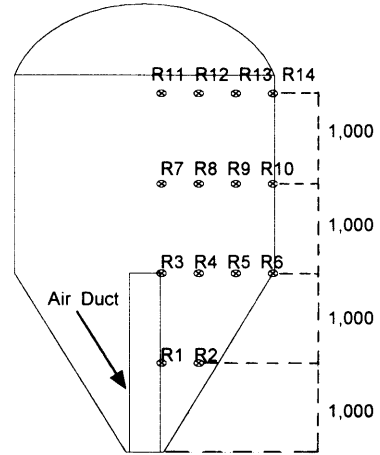 R11 R12 R13 R14
1,000
R7 R8 R9 R10
1,000
R3 R4 R5 R6
Air Duct
1,000
R1 R2
1,000